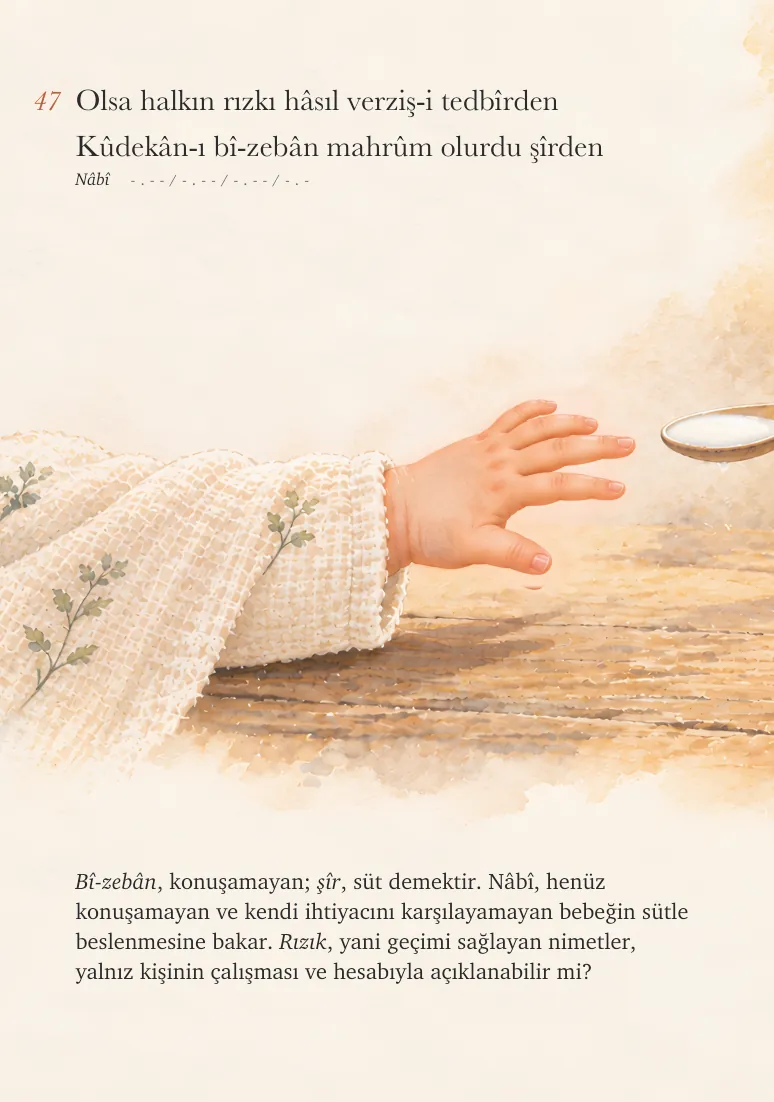 47 Olsa halkın rızkı hâsıl verziş-i tedbîrden
Kûdekân-ı bî-zebân mahrûm olurdu şîrden
Nâbî - . - - / - . - - / - . - - / - . -
Bî-zebân, konuşamayan; şîr, süt demektir. Nâbî, henüz
konuşamayan ve kendi ihtiyacını karşılayamayan bebeğin sütle
beslenmesine bakar. Rızık, yani geçimi sağlayan nimetler,
yalnız kişinin çalışması ve hesabıyla açıklanabilir mi?